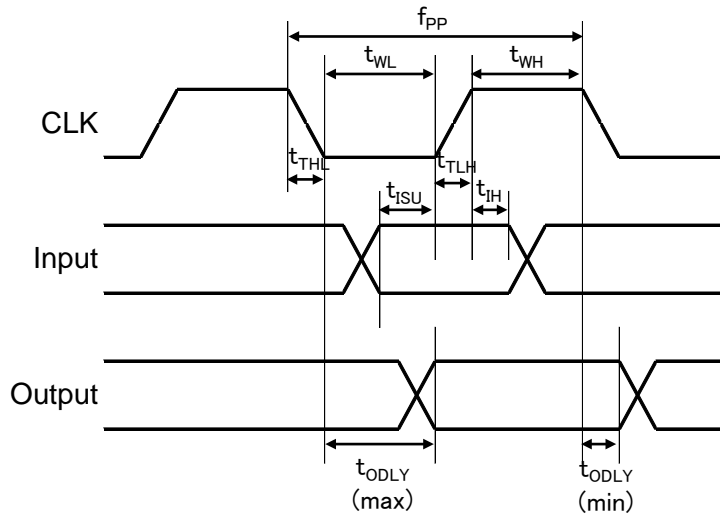 fPP
tWL
tWH
CLK
tTHL
tTLH
tISU
tIH
Input
Output
tODLY
(max)
tODLY
(min)